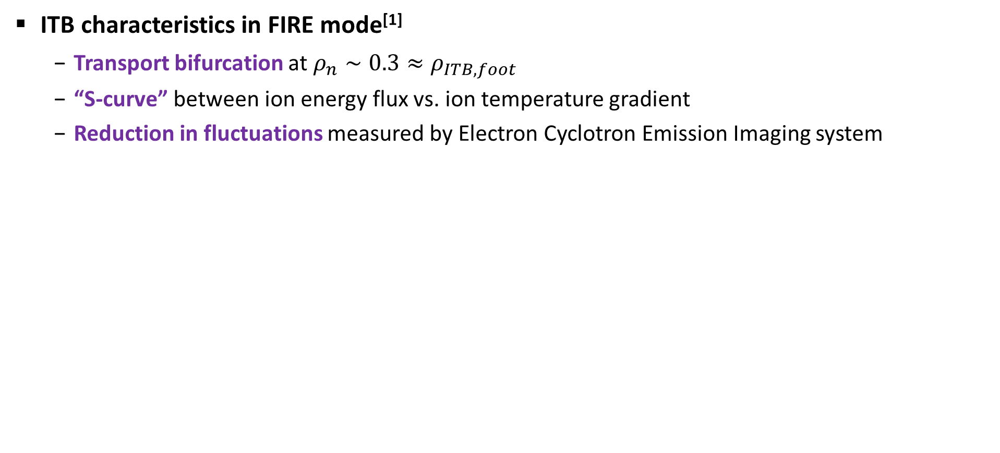 ▪ ITB characteristics in FIRE mode[1]
– Transport bifurcation at ρn ~ 0.3 ≈ ρITB,foot
– “S-curve” between ion energy flux vs. ion temperature gradient
– Reduction in fluctuations measured by Electron Cyclotron Emission Imaging system